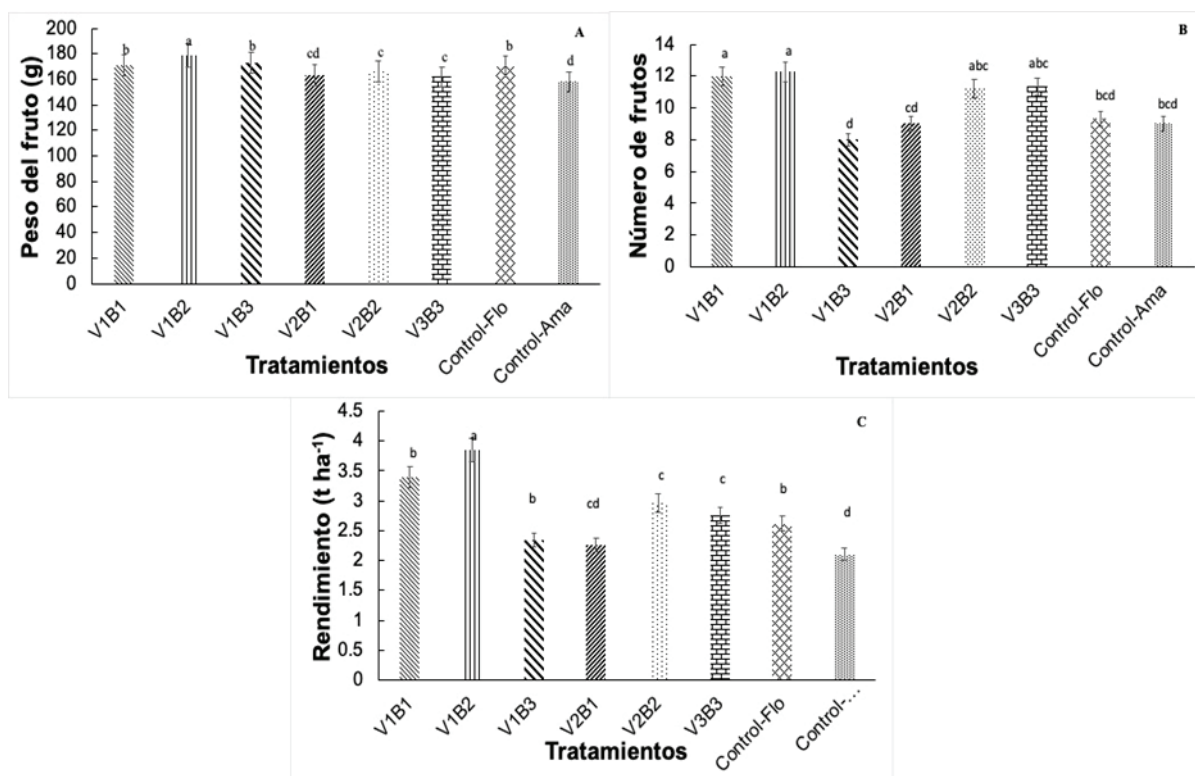 A
Peso del fruto (g)
200
180
160
140
120
100
80
60
40
20
0
b
a
b
cd
c
c
b
d
V1B1
V1B2
V1B3
V2B1
V2B2
V3B3
Control-Flo
Control-Ama
Tratamientos
B
Número de frutos
14
12
10
8
6
4
2
0
a
a
d
cd
abc
abc
bcd
bcd
V1B1
V1B2
V1B3
V2B1
V2B2
V3B3
Control-Flo
Control-Ama
Tratamientos
C
Rendimiento (t ha⁻¹)
4.5
4
3.5
3
2.5
2
1.5
1
0.5
0
b
a
b
cd
c
c
b
d
V1B1
V1B2
V1B3
V2B1
V2B2
V3B3
Control-Flo
Control-...
Tratamientos